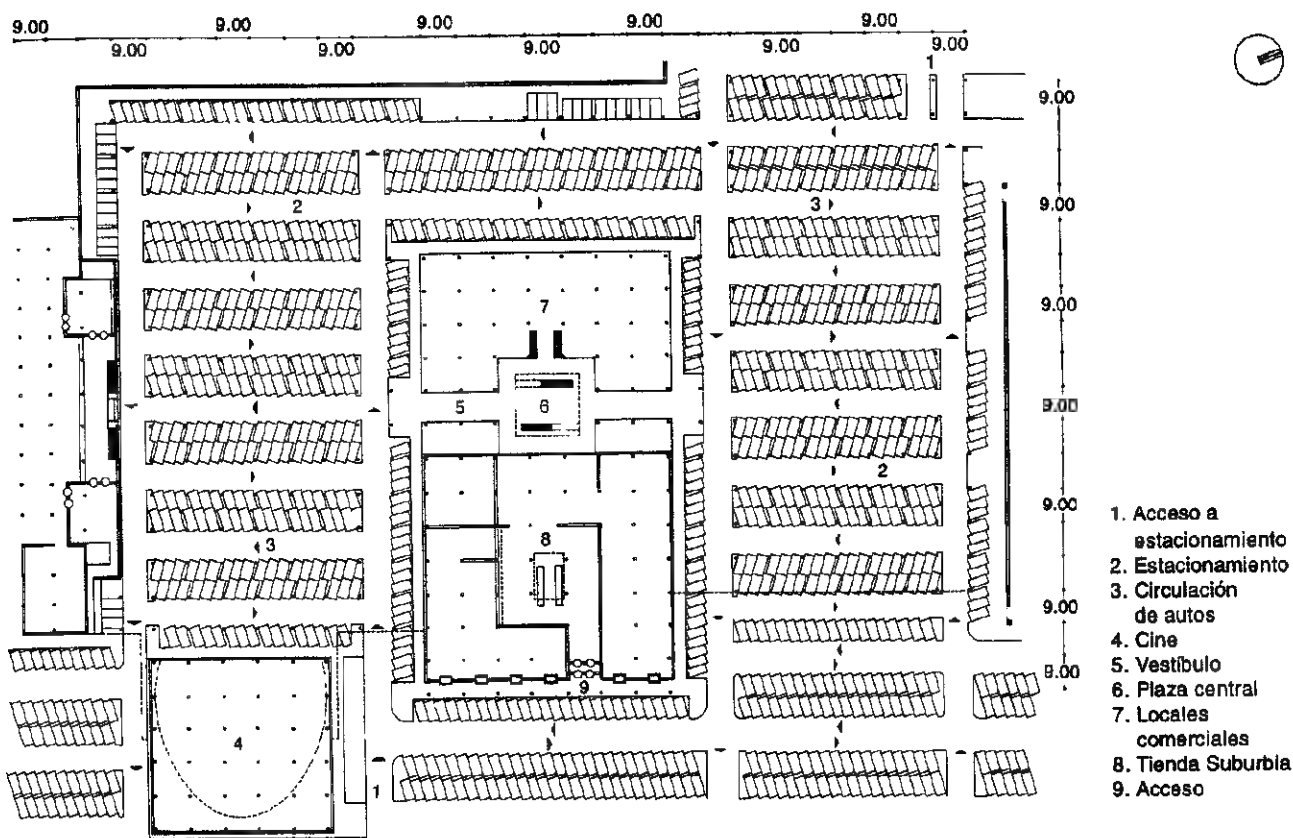 9.00 9.00 9.00 9.00 9.00
9.00 9.00 9.00 9.00 9.00
1
9.00
2
3
9.00
7
9.00
5
6
9.00
2
9.00
3
8
9.00
9.00
9
4
1
1. Acceso a
estacionamiento
2. Estacionamiento
3. Circulación
de autos
4. Cine
5. Vestíbulo
6. Plaza central
7. Locales
comerciales
8. Tienda Suburbia
9. Acceso